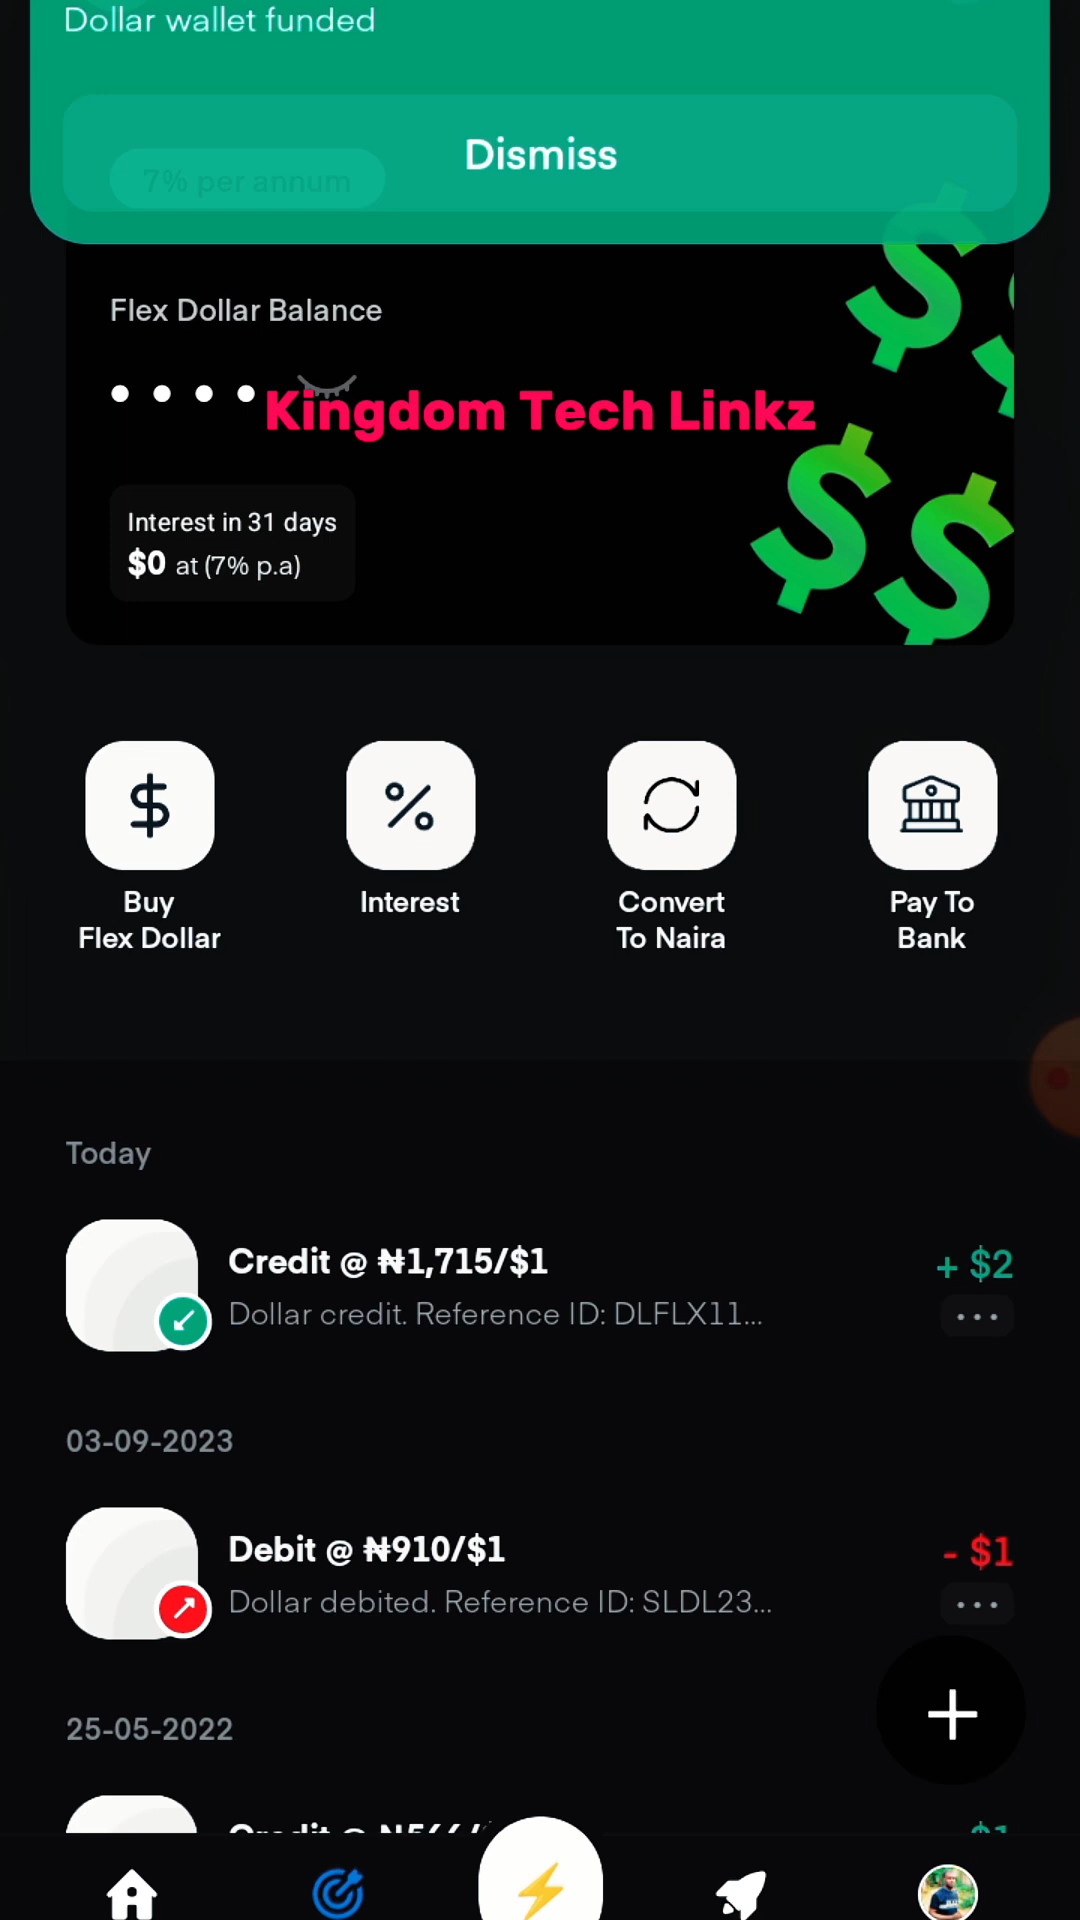 Dollar wallet funded
Dismiss
7% per annum
Flex Dollar Balance
Kingdom Tech Linkz
Interest in 31 days
$0 at (7% p.a)
Buy
Flex Dollar
Interest
Convert
To Naira
Pay To
Bank
Today
Credit @ ₦1,715/$1
+ $2
Dollar credit. Reference ID: DLFLX11...
03-09-2023
Debit @ ₦910/$1
- $1
Dollar debited. Reference ID: SLDL23...
25-05-2022
Credit @
$1